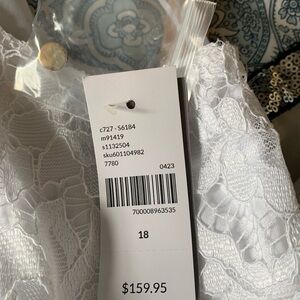 c727 - S6184
m91419
s1132504
sku601104982
7780 0423
700008963535
18
$159.95